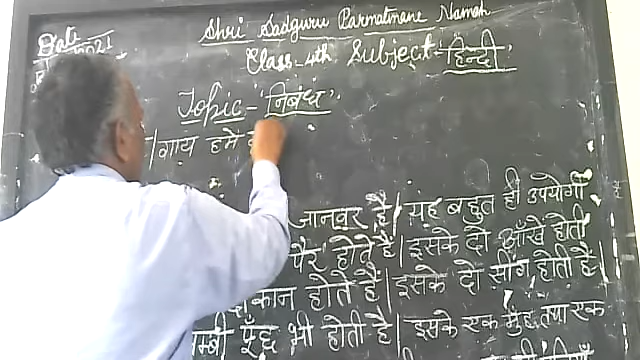 Shri Sadguru Parmatmane Namah
Date
2021
Class-4th Subject-हिन्दी
Topic-'निबंध'
गाय हमे
जानवर है| यह बहुत ही उपयोगी है
पैर होते हैं| इसके दो आँखें होती
कान होते हैं| इसके दो सींग होती हैं|
म्बी पूँछ भी होती है| इसके एक मुंह तथा एक